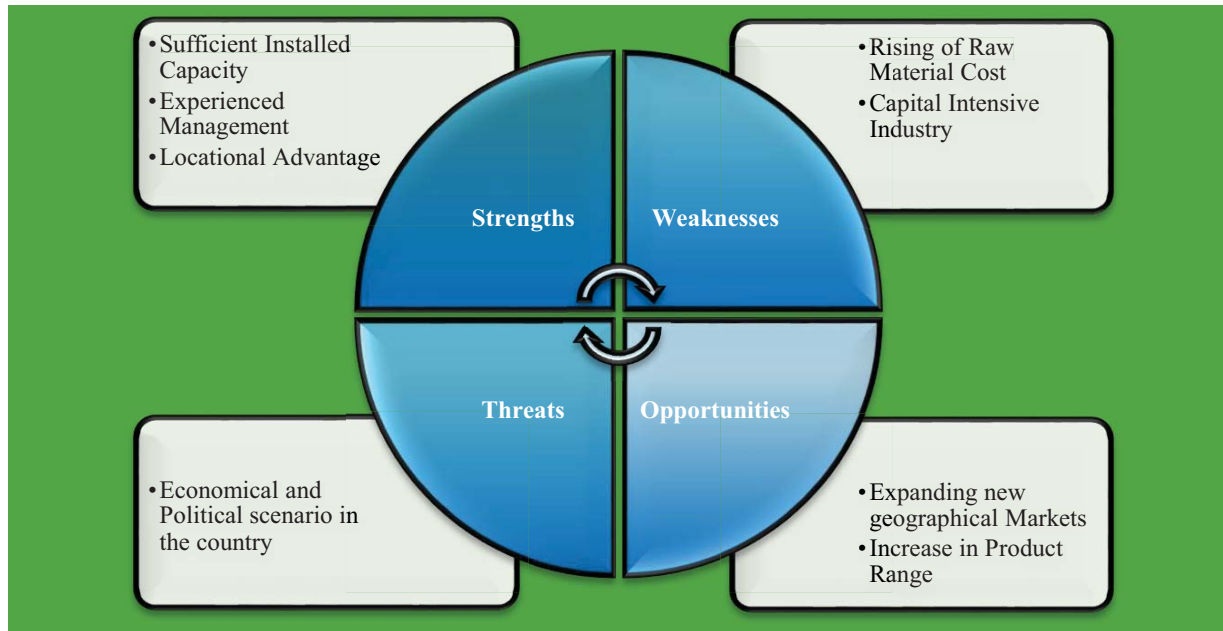 •Sufficient Installed
Capacity
•Experienced
Management
•Locational Advantage
•Rising of Raw
Material Cost
•Capital Intensive
Industry
Strengths
Weaknesses
Threats
Opportunities
•Economical and
Political scenario in
the country
•Expanding new
geographical Markets
•Increase in Product
Range